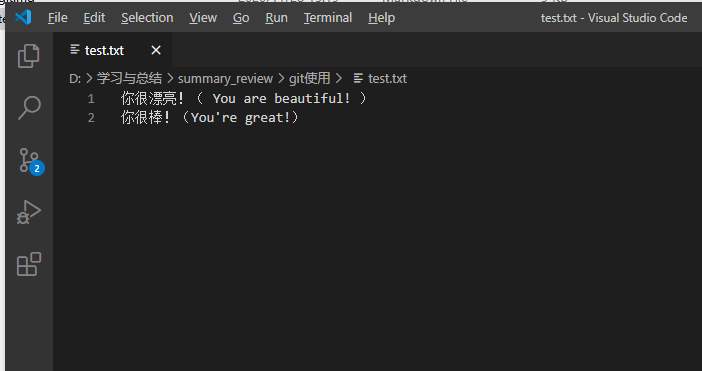 File Edit Selection View Go Run Terminal Help test.txt - Visual Studio Code
test.txt
D: > 学习与总结 > summary_review > git使用 > test.txt
1 你很漂亮!( You are beautiful! )
2 你很棒!(You're great!)
2